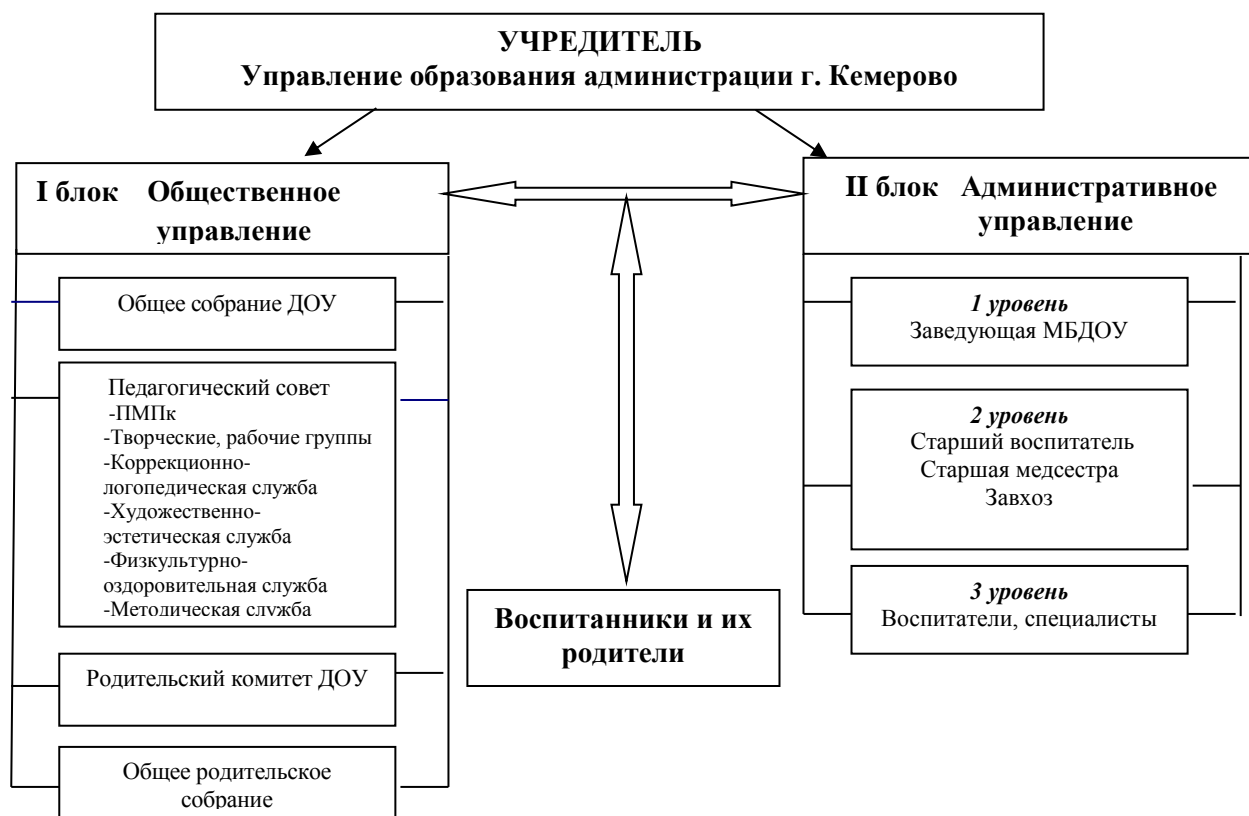 УЧРЕДИТЕЛЬ
Управление образования администрации г. Кемерово
I блок Общественное
управление
II блок Административное
управление
Общее собрание ДОУ
Педагогический совет
-ПМПк
-Творческие, рабочие группы
-Коррекционно-
логопедическая служба
-Художественно-
эстетическая служба
-Физкультурно-
оздоровительная служба
-Методическая служба
Родительский комитет ДОУ
Общее родительское
собрание
Воспитанники и их
родители
1 уровень
Заведующая МБДОУ
2 уровень
Старший воспитатель
Старшая медсестра
Завхоз
3 уровень
Воспитатели, специалисты